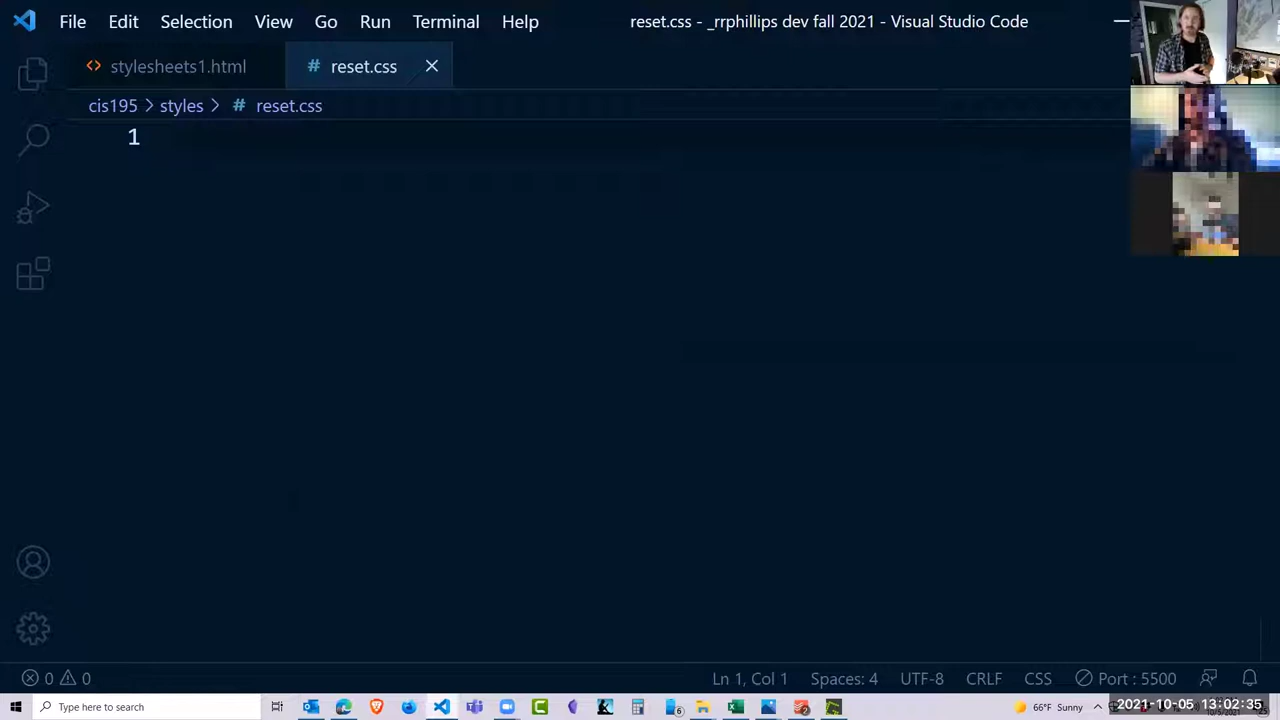 File Edit Selection View Go Run Terminal Help reset.css - _rrphillips dev fall 2021 - Visual Studio Code
stylesheets1.html # reset.css
cis195 > styles > # reset.css
1
0 0 Ln 1, Col 1 Spaces: 4 UTF-8 CRLF CSS Port : 5500
Type here to search 6 66°F Sunny 2021-10-05 13:02:35